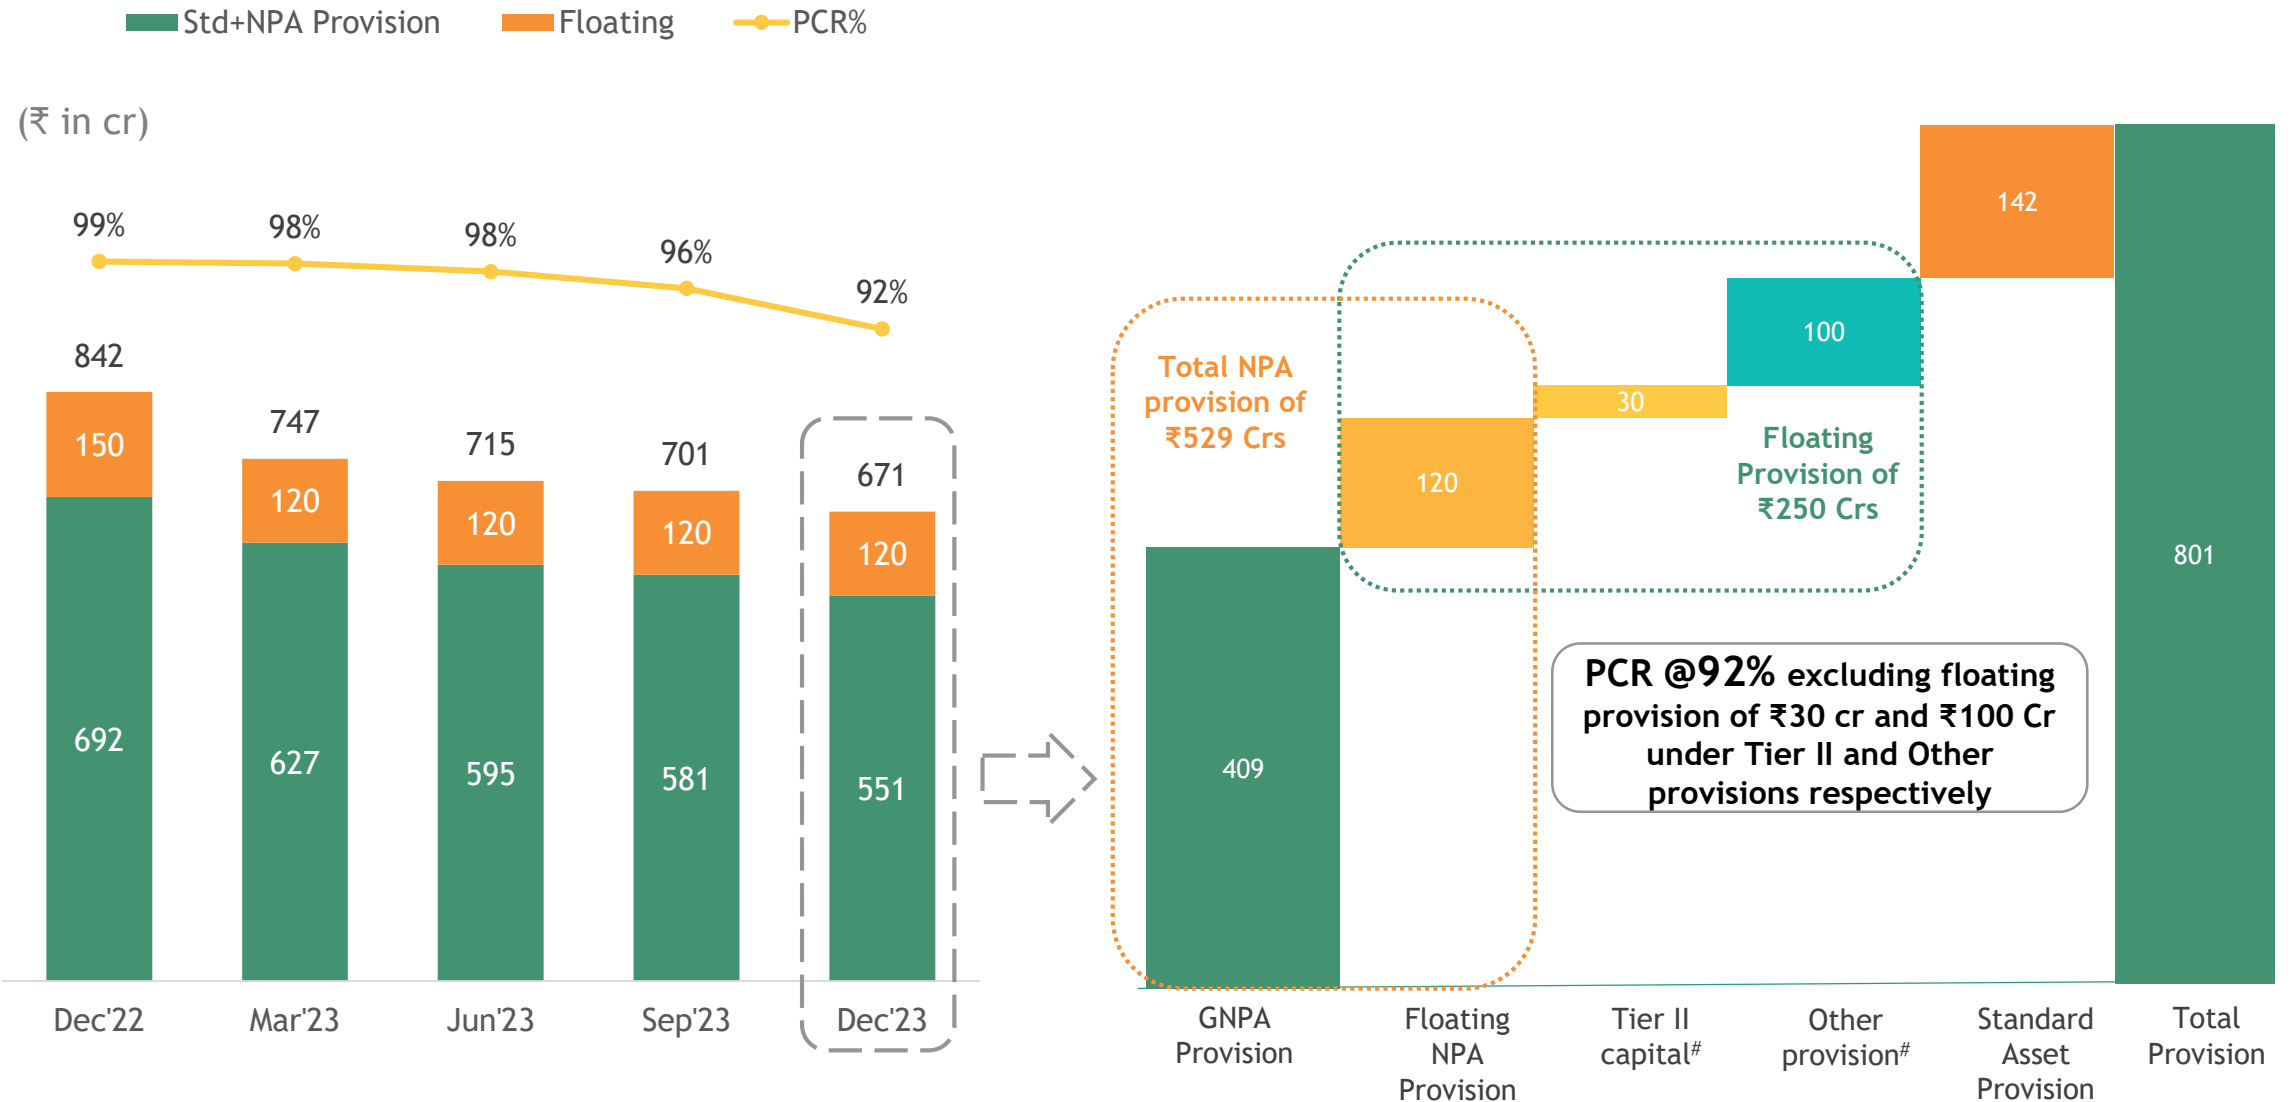 Std+NPA Provision Floating PCR%
(₹ in cr)
99% 98% 98% 96% 92%
842 747 715 701 671
150 120 120 120 120
692 627 595 581 551
Dec'22 Mar'23 Jun'23 Sep'23 Dec'23
Total NPA
provision of
₹529 Crs
Floating
Provision of
₹250 Crs
409
120
30
100
142
801
PCR @92% excluding floating
provision of ₹30 cr and ₹100 Cr
under Tier II and Other
provisions respectively
GNPA
Provision
Floating
NPA
Provision
Tier II
capital#
Other
provision#
Standard
Asset
Provision
Total
Provision